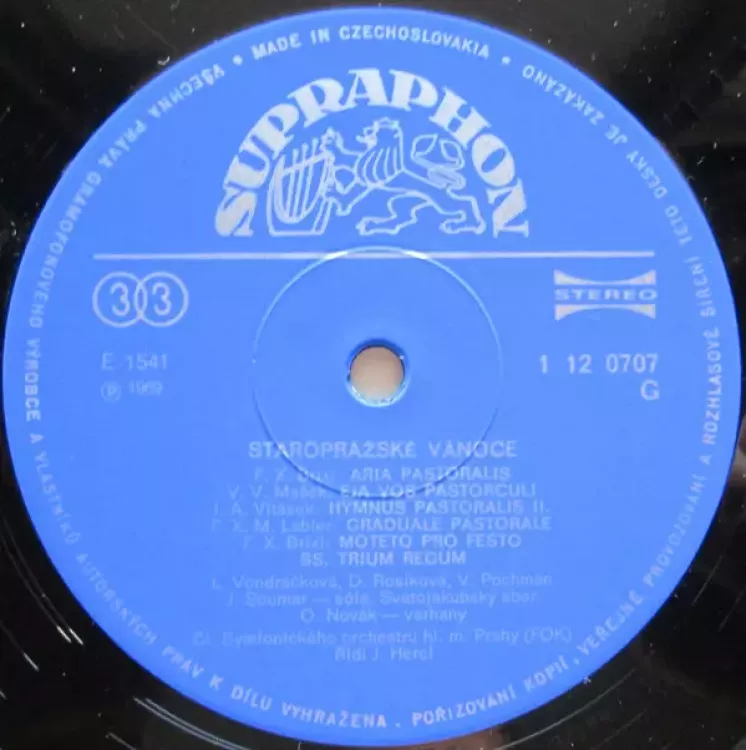 MADE IN CZECHOSLOVAKIA • VŠECHNA PRÁVA GRAMOFONOVÉHO VÝROBCE A VLASTNÍKŮ AUTORSKÝCH PRÁV K DÍLU VYHRAŽENA. POŘIZOVÁNÍ KOPIÍ, VEŘEJNÉ PROVOZOVÁNÍ A ROZHLASOVÉ ŠÍŘENÍ TÉTO DESKY JE ZAKÁZÁNO
SUPRAPHON
33
STEREO
E 1541
1 12 0707
Ⓟ 1969
G
STAROPRAŽSKÉ VÁNOCE
F. X. ARIA PASTORALIS
V. V. Mašek: EJA VOS PASTORCULI
J. A. Vitásek: HYMNUS PASTORALIS II.
F. X. M. Labler: GRADUALE PASTORALE
F. X. Brixi: MOTETO PRO FESTO
SS. TRIUM REGUM
L. Vondráčková, D. Rosíková, V. Pochman
J. Soumar — sóla, Svatojakubský sbor
O. Novák — varhany
Čl. Symfonického orchestru hl. m. Prahy (FOK)
Řídí J. Hercl